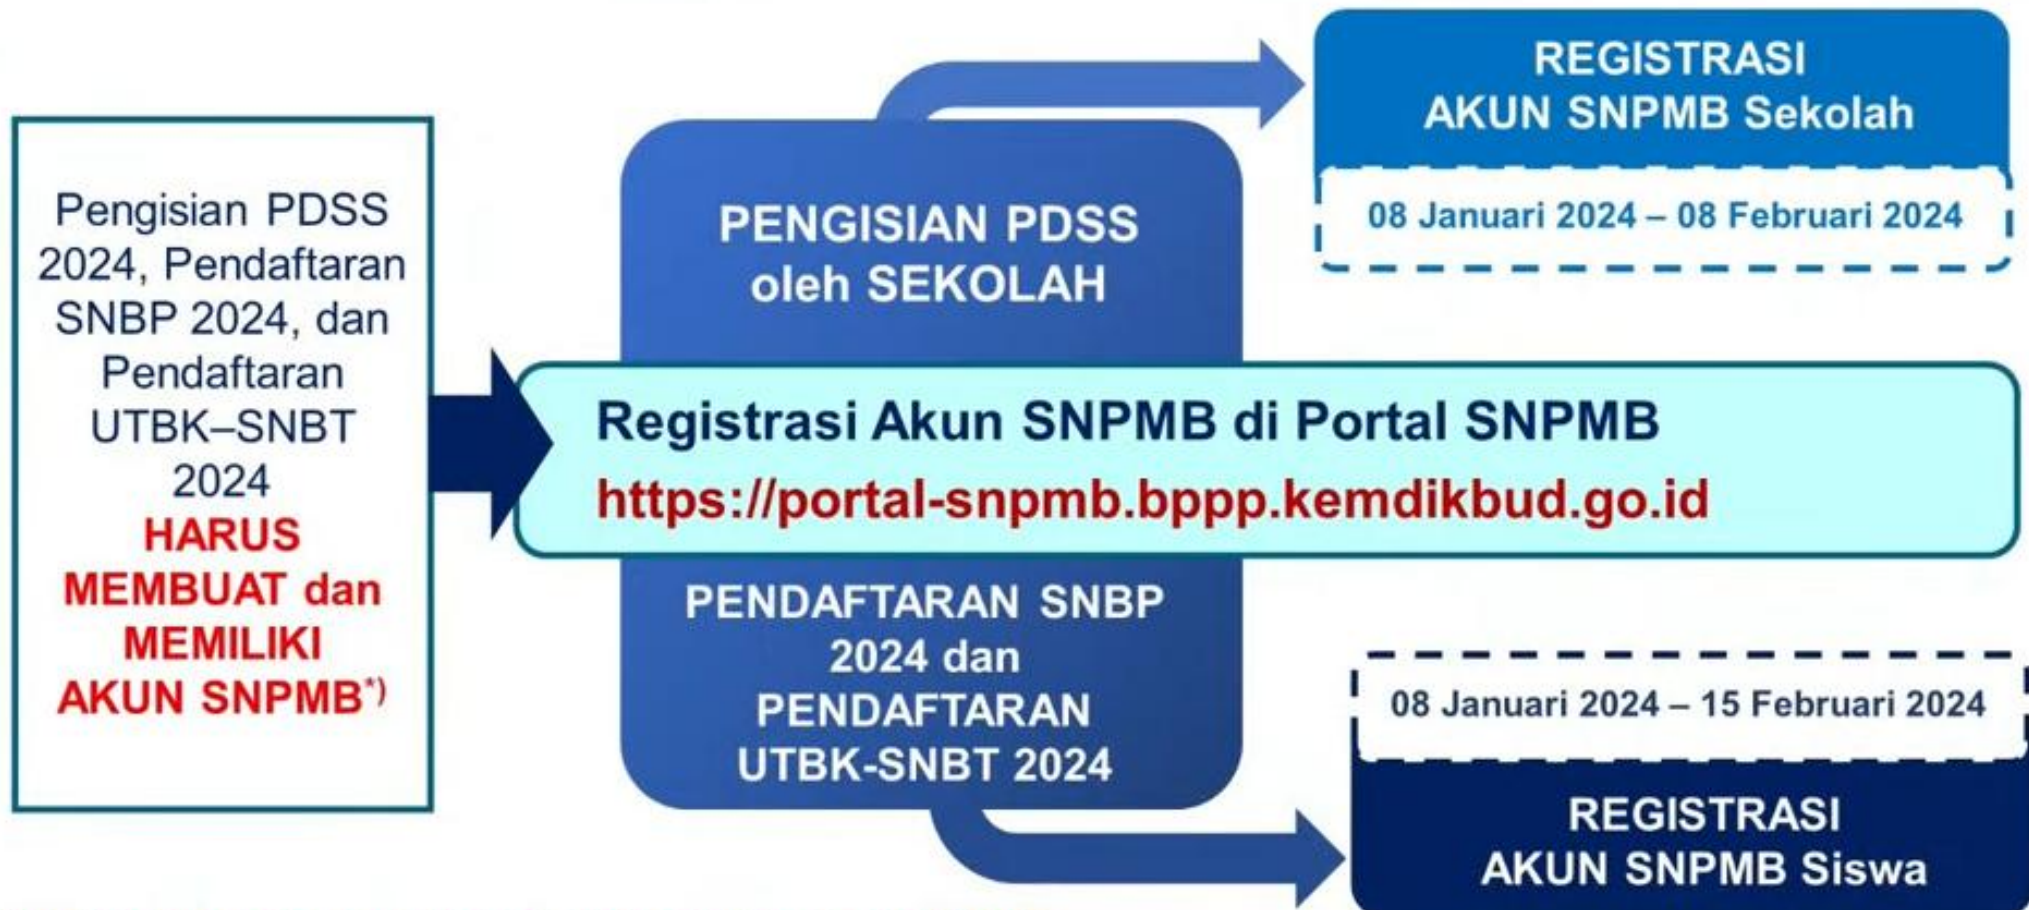 Pengisian PDSS
2024, Pendaftaran
SNBP 2024, dan
Pendaftaran
UTBK–SNBT
2024
HARUS
MEMBUAT dan
MEMILIKI
AKUN SNPMB*)
PENGISIAN PDSS
oleh SEKOLAH
REGISTRASI
AKUN SNPMB Sekolah
08 Januari 2024 – 08 Februari 2024
Registrasi Akun SNPMB di Portal SNPMB
https://portal-snpmb.bppp.kemdikbud.go.id
PENDAFTARAN SNBP
2024 dan
PENDAFTARAN
UTBK-SNBT 2024
08 Januari 2024 – 15 Februari 2024
REGISTRASI
AKUN SNPMB Siswa